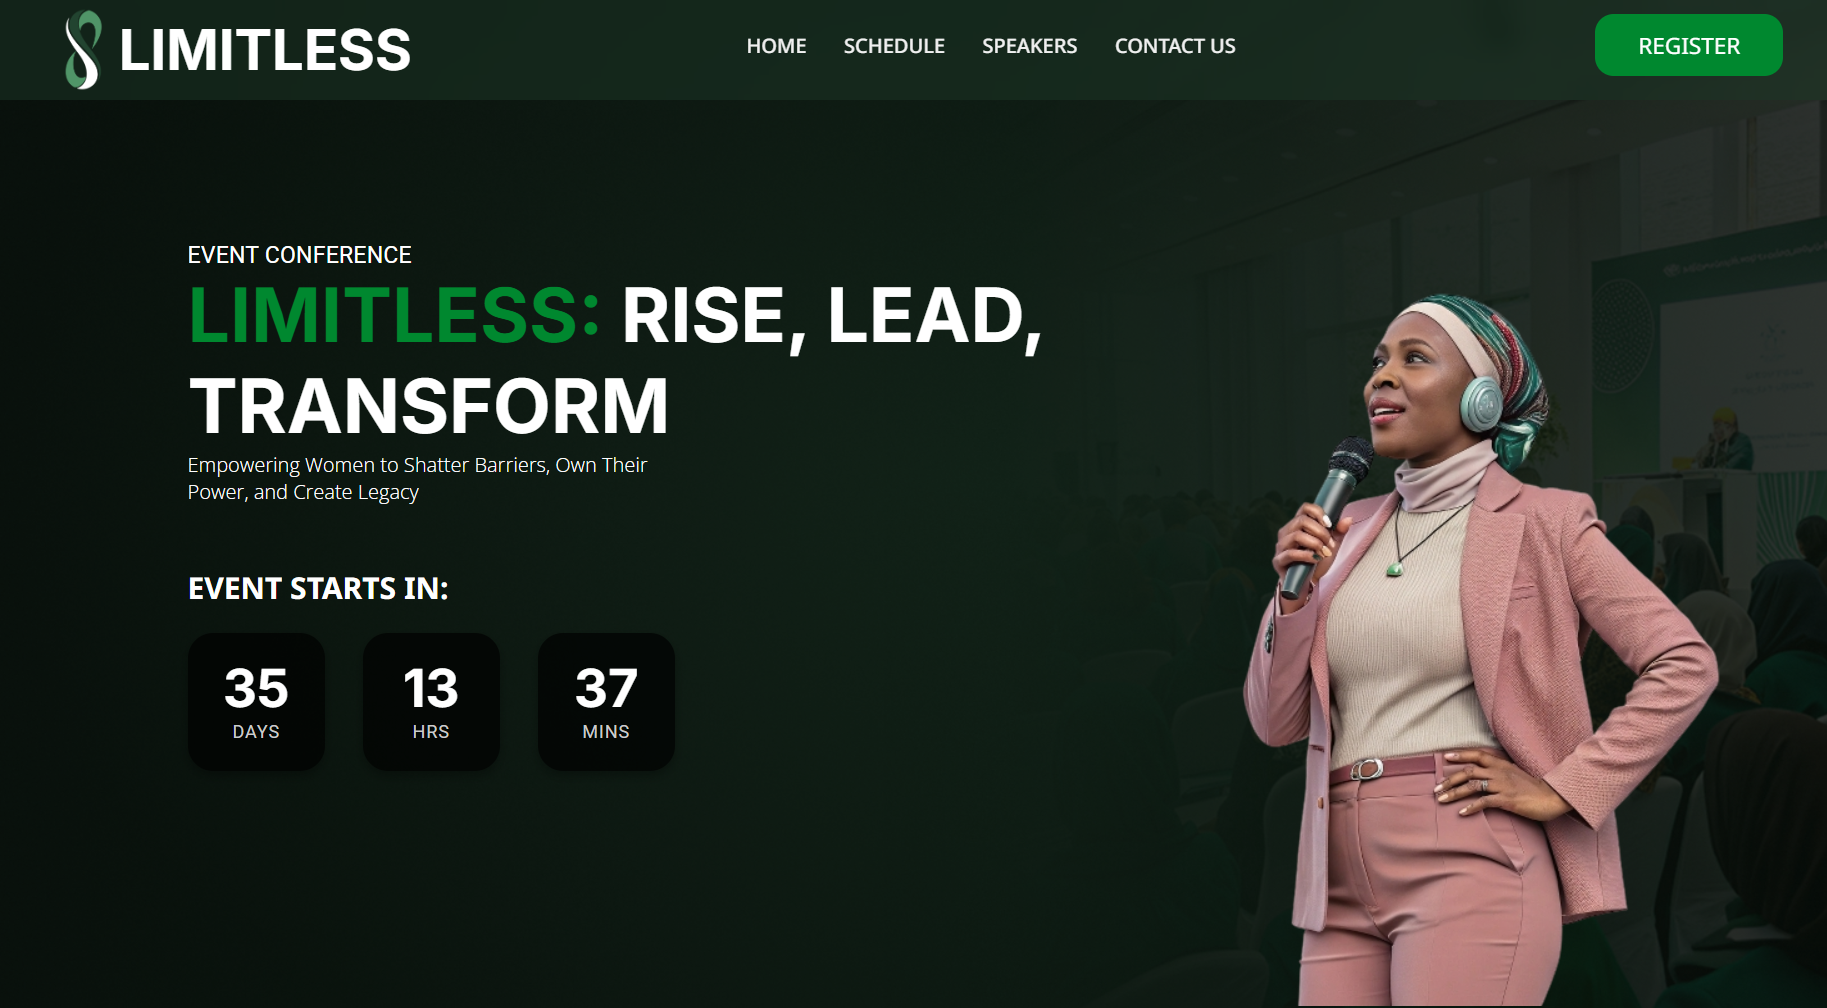 LIMITLESS
HOME SCHEDULE SPEAKERS CONTACT US
REGISTER
EVENT CONFERENCE
LIMITLESS: RISE, LEAD,
TRANSFORM
Empowering Women to Shatter Barriers, Own Their
Power, and Create Legacy
EVENT STARTS IN:
35 13 37
DAYS HRS MINS